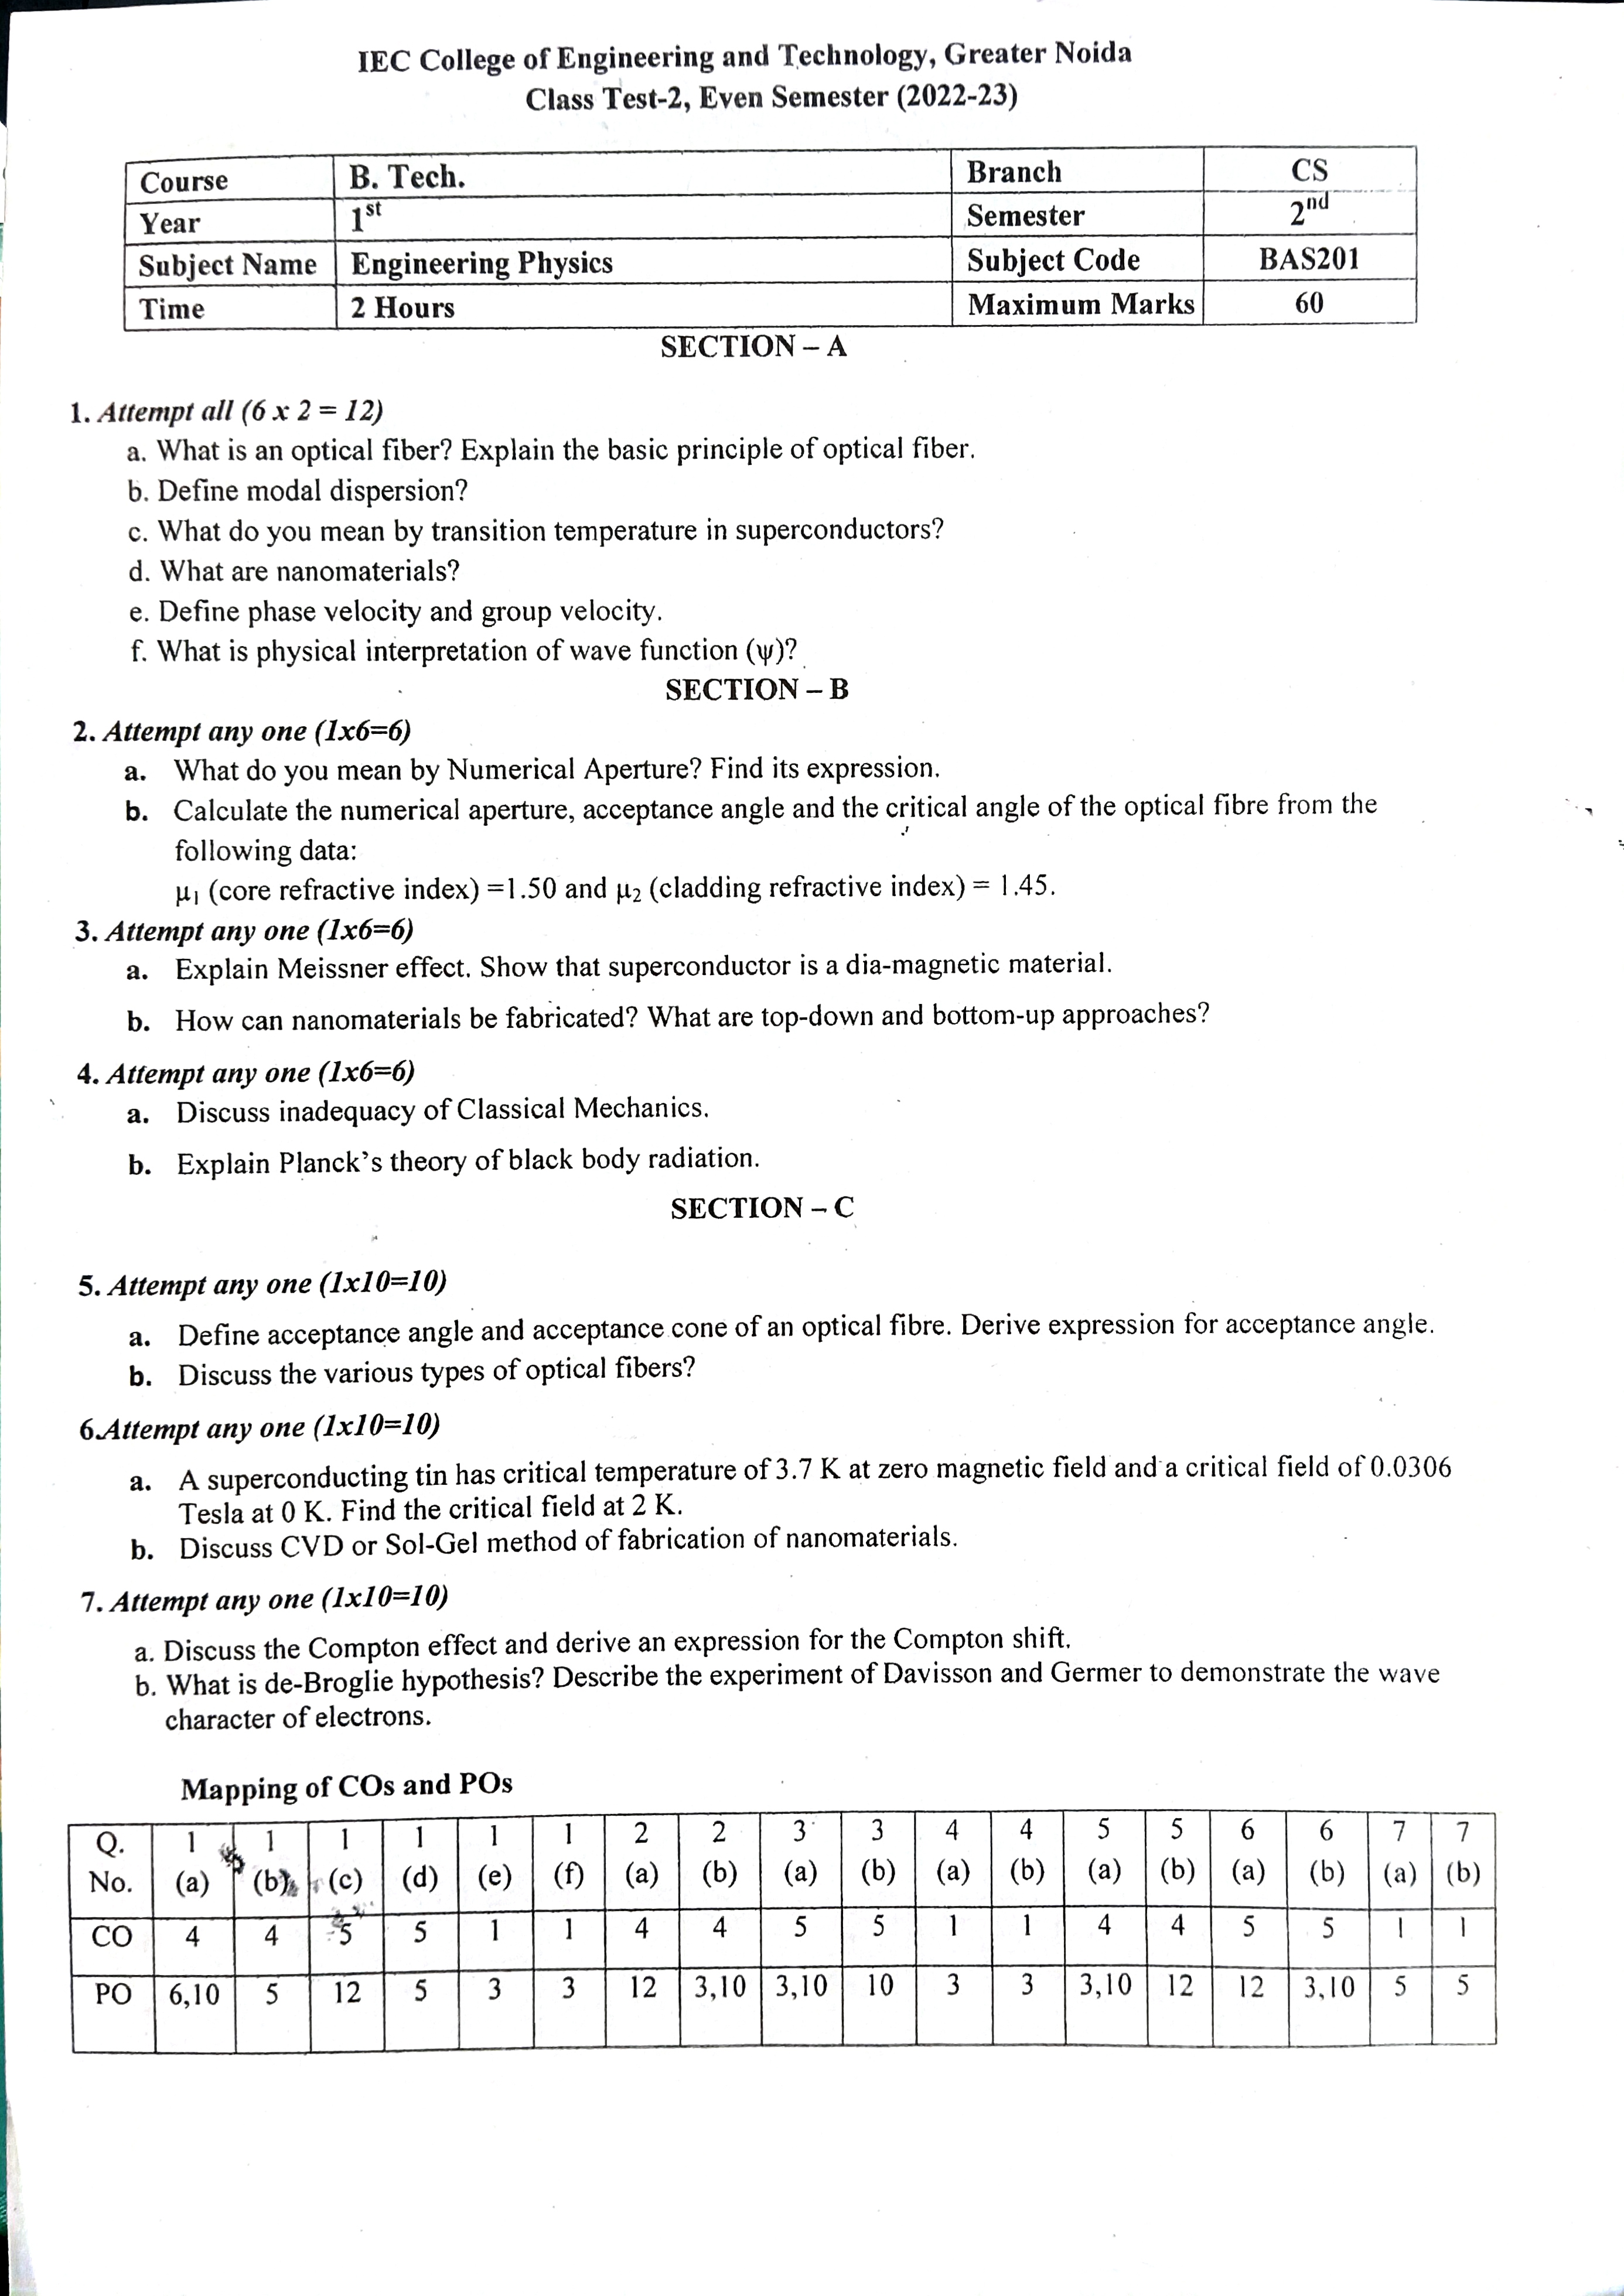 IEC College of Engineering and Technology, Greater Noida
Class Test-2, Even Semester (2022-23)
Course B. Tech. Branch CS
Year 1st Semester 2nd
Subject Name Engineering Physics Subject Code BAS201
Time 2 Hours Maximum Marks 60
SECTION – A
1. Attempt all (6 x 2 = 12)
a. What is an optical fiber? Explain the basic principle of optical fiber.
b. Define modal dispersion?
c. What do you mean by transition temperature in superconductors?
d. What are nanomaterials?
e. Define phase velocity and group velocity.
f. What is physical interpretation of wave function (ψ)?
SECTION – B
2. Attempt any one (1x6=6)
a. What do you mean by Numerical Aperture? Find its expression.
b. Calculate the numerical aperture, acceptance angle and the critical angle of the optical fibre from the
following data:
μ1 (core refractive index) =1.50 and μ2 (cladding refractive index) = 1.45.
3. Attempt any one (1x6=6)
a. Explain Meissner effect. Show that superconductor is a dia-magnetic material.
b. How can nanomaterials be fabricated? What are top-down and bottom-up approaches?
4. Attempt any one (1x6=6)
a. Discuss inadequacy of Classical Mechanics.
b. Explain Planck's theory of black body radiation.
SECTION – C
5. Attempt any one (1x10=10)
a. Define acceptance angle and acceptance cone of an optical fibre. Derive expression for acceptance angle.
b. Discuss the various types of optical fibers?
6.Attempt any one (1x10=10)
a. A superconducting tin has critical temperature of 3.7 K at zero magnetic field and a critical field of 0.0306
Tesla at 0 K. Find the critical field at 2 K.
b. Discuss CVD or Sol-Gel method of fabrication of nanomaterials.
7. Attempt any one (1x10=10)
a. Discuss the Compton effect and derive an expression for the Compton shift.
b. What is de-Broglie hypothesis? Describe the experiment of Davisson and Germer to demonstrate the wave
character of electrons.
Mapping of COs and POs
Q. 1 1 1 1 1 1 2 2 3 3 4 4 5 5 6 6 7 7
No. (a) (b) (c) (d) (e) (f) (a) (b) (a) (b) (a) (b) (a) (b) (a) (b) (a) (b)
CO 4 4 5 5 1 1 4 4 5 5 1 1 4 4 5 5 1 1
PO 6,10 5 12 5 3 3 12 3,10 3,10 10 3 3 3,10 12 12 3,10 5 5